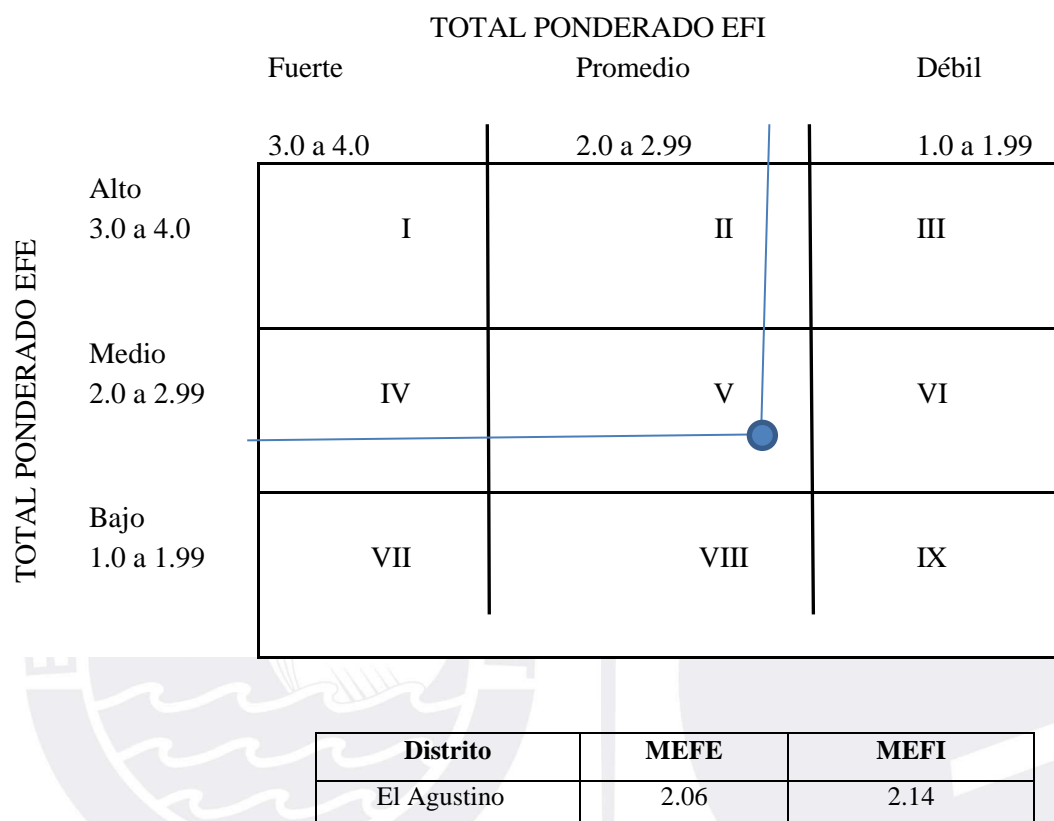 TOTAL PONDERADO EFI
Fuerte Promedio Débil
3.0 a 4.0 2.0 a 2.99 1.0 a 1.99
TOTAL PONDERADO EFE
Alto
3.0 a 4.0 I II III
Medio
2.0 a 2.99 IV V VI
Bajo
1.0 a 1.99 VII VIII IX
Distrito MEFE MEFI
El Agustino 2.06 2.14